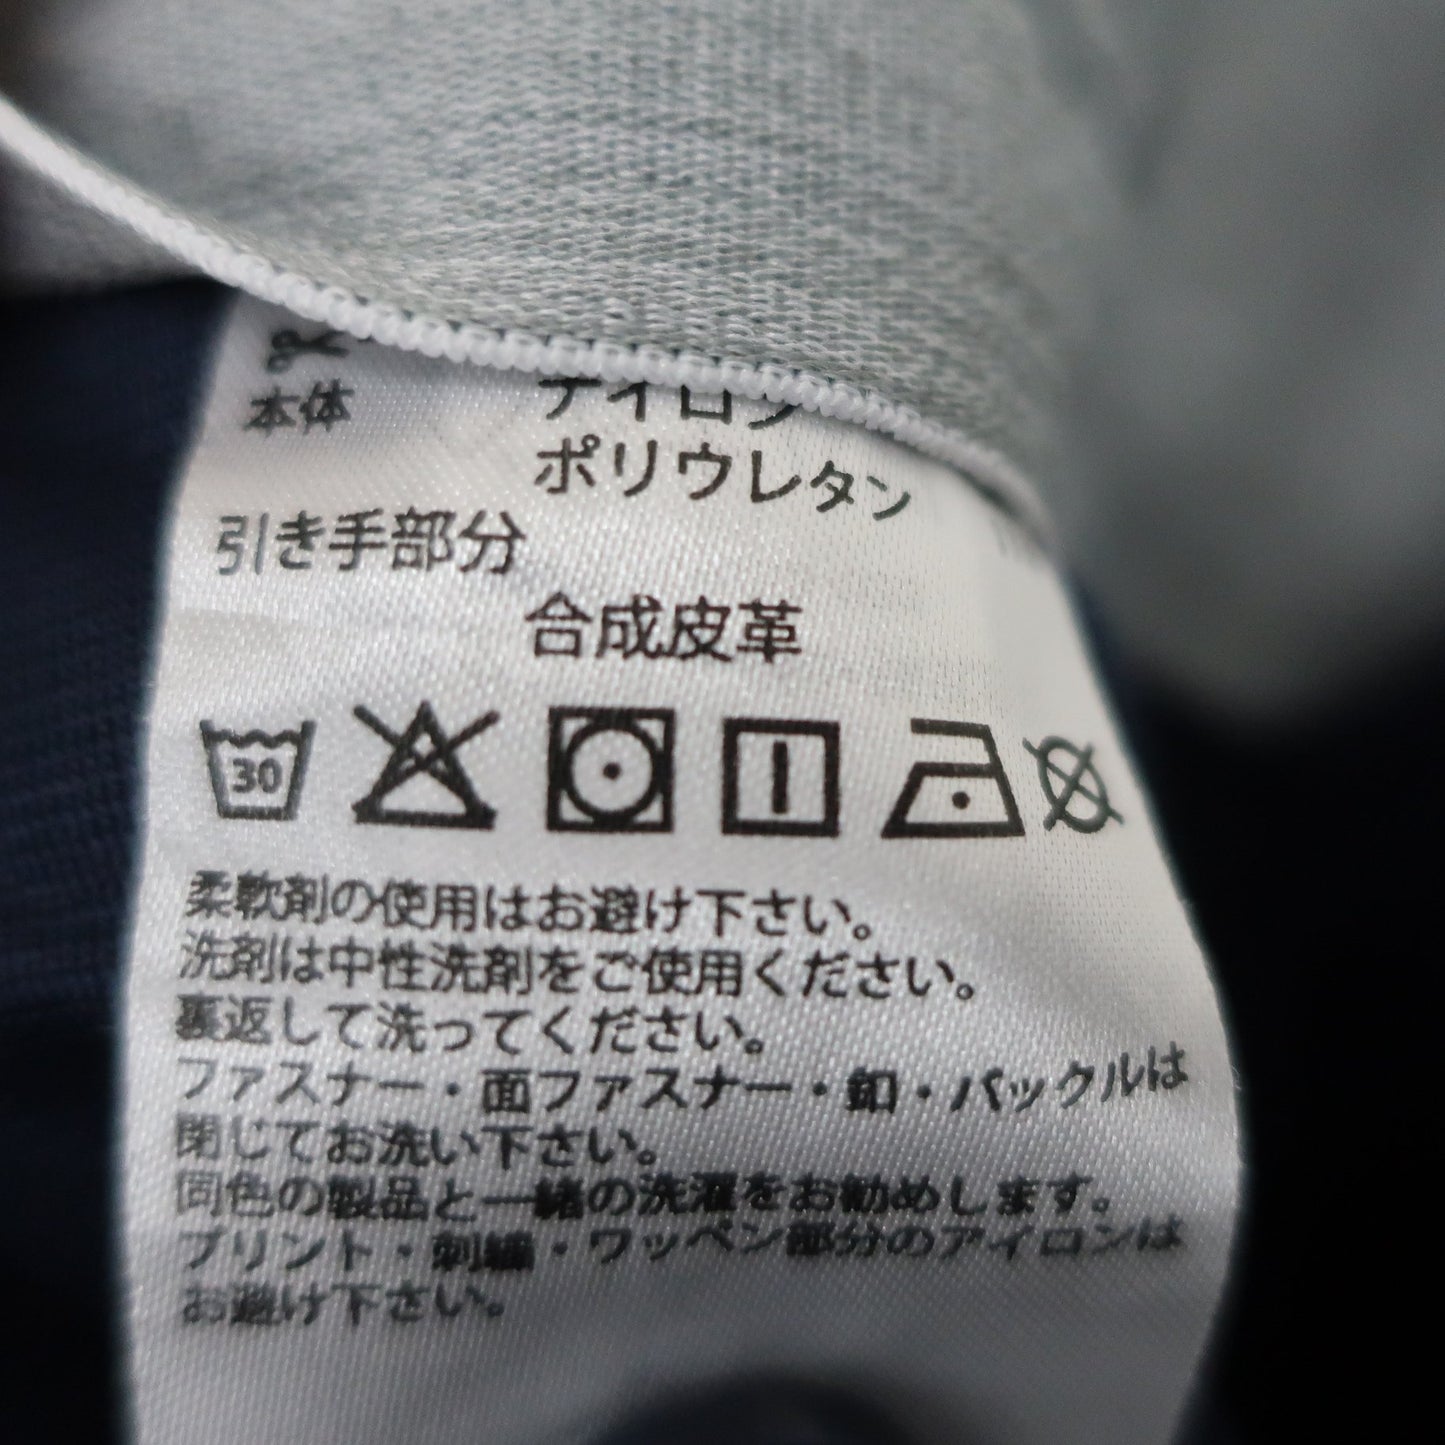 本体 ナイロン
ポリウレタン
引き手部分
合成皮革
30
柔軟剤の使用はお避け下さい。
洗剤は中性洗剤をご使用ください。
裏返して洗ってください。
ファスナー・面ファスナー・釦・バックルは
閉じてお洗い下さい。
同色の製品と一緒の洗濯をお勧めします。
プリント・刺繍・ワッペン部分のアイロンは
お避け下さい。